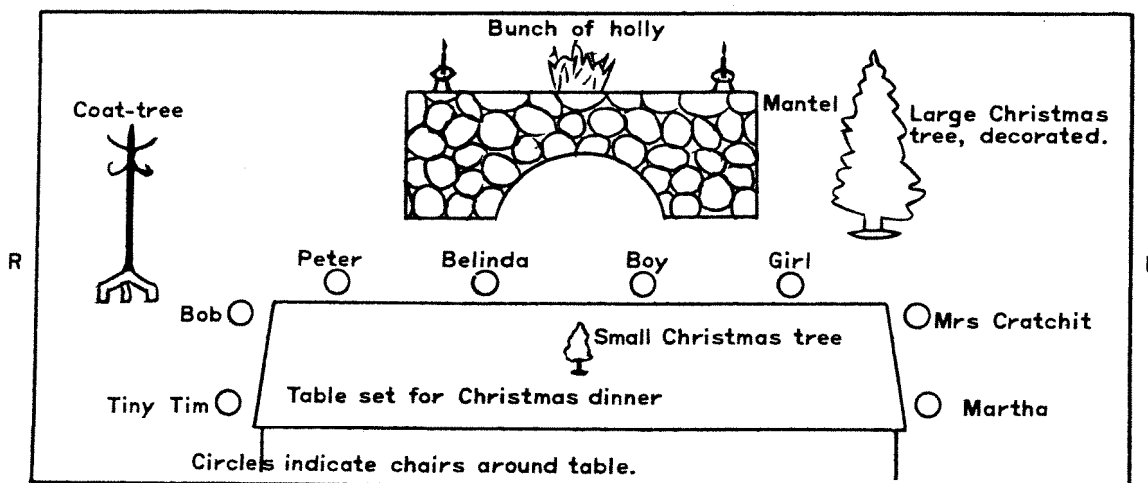 Bunch of holly
Coat-tree
Mantel
Large Christmas
tree, decorated.
R
Peter
Belinda
Boy
Girl
Bob
Mrs Cratchit
Small Christmas tree
Tiny Tim
Table set for Christmas dinner
Martha
Circles indicate chairs around table.